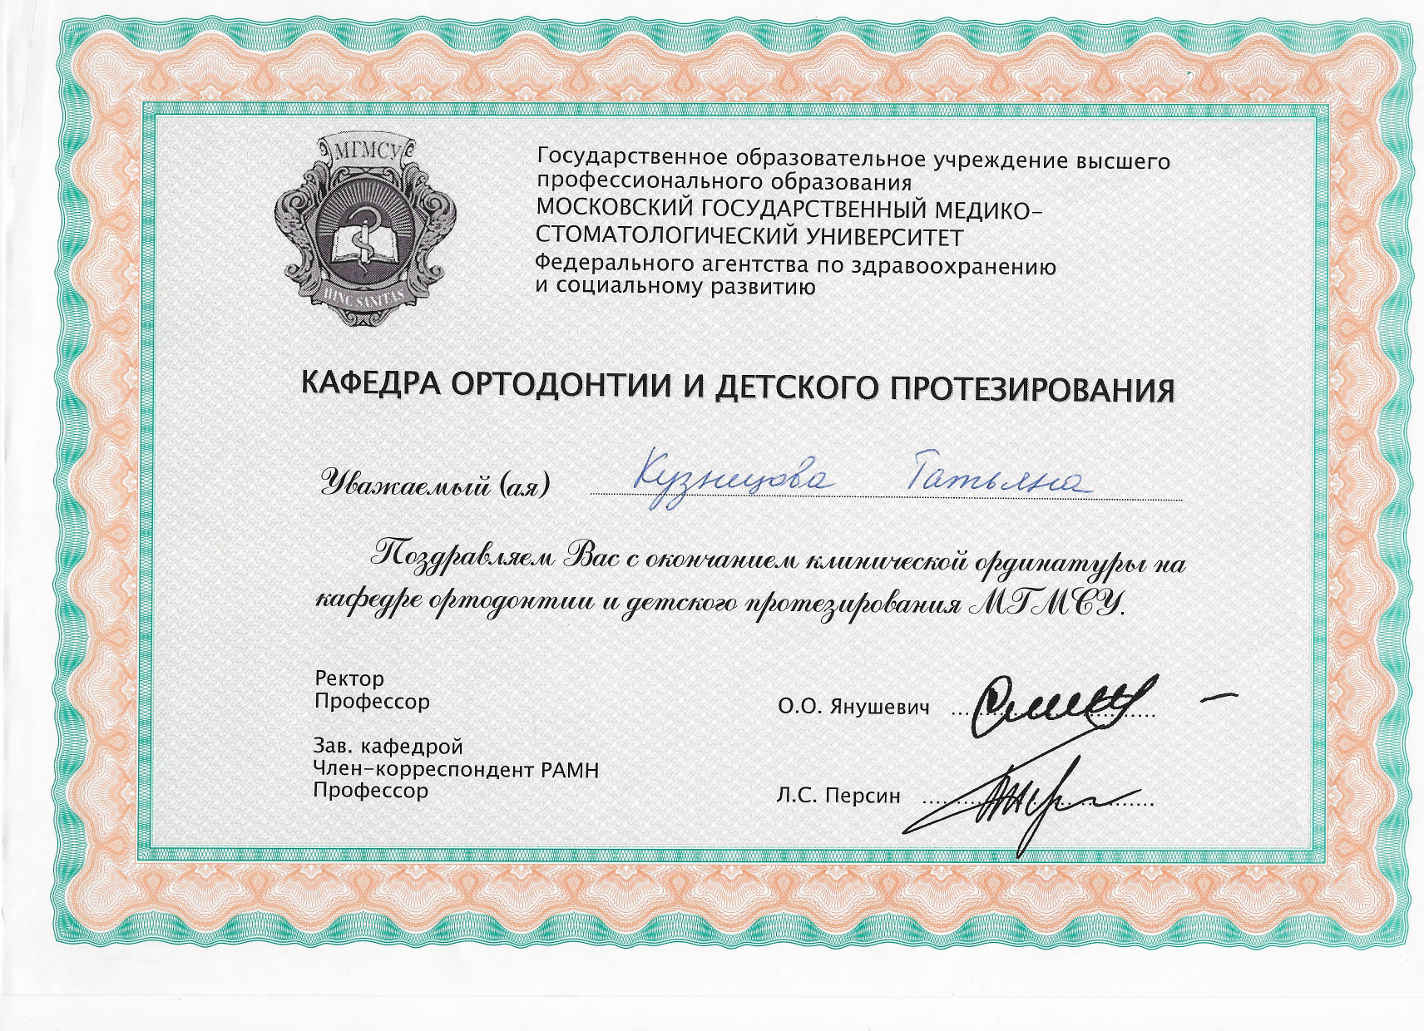 МГМСУ
HINC SANITAS
Государственное образовательное учреждение высшего
профессионального образования
МОСКОВСКИЙ ГОСУДАРСТВЕННЫЙ МЕДИКО-
СТОМАТОЛОГИЧЕСКИЙ УНИВЕРСИТЕТ
Федерального агентства по здравоохранению
и социальному развитию
КАФЕДРА ОРТОДОНТИИ И ДЕТСКОГО ПРОТЕЗИРОВАНИЯ
Уважаемый (ая) Кузнецова Татьяна
Поздравляем Вас с окончанием клинической ординатуры на
кафедре ортодонтии и детского протезирования МГМСУ.
Ректор
Профессор
О.О. Янушевич
Зав. кафедрой
Член-корреспондент РАМН
Профессор
Л.С. Персин